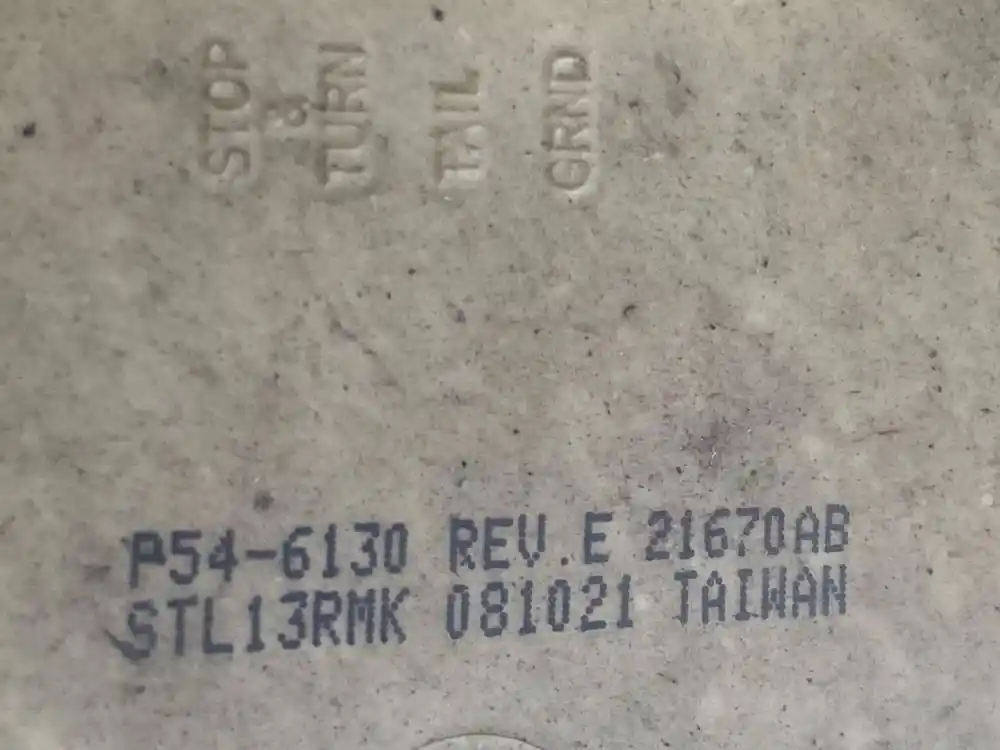 STOP
&
TURN
TAIL
GRND
P54-6130 REV.E 21670AB
STL13RMK 081021 TAIWAN